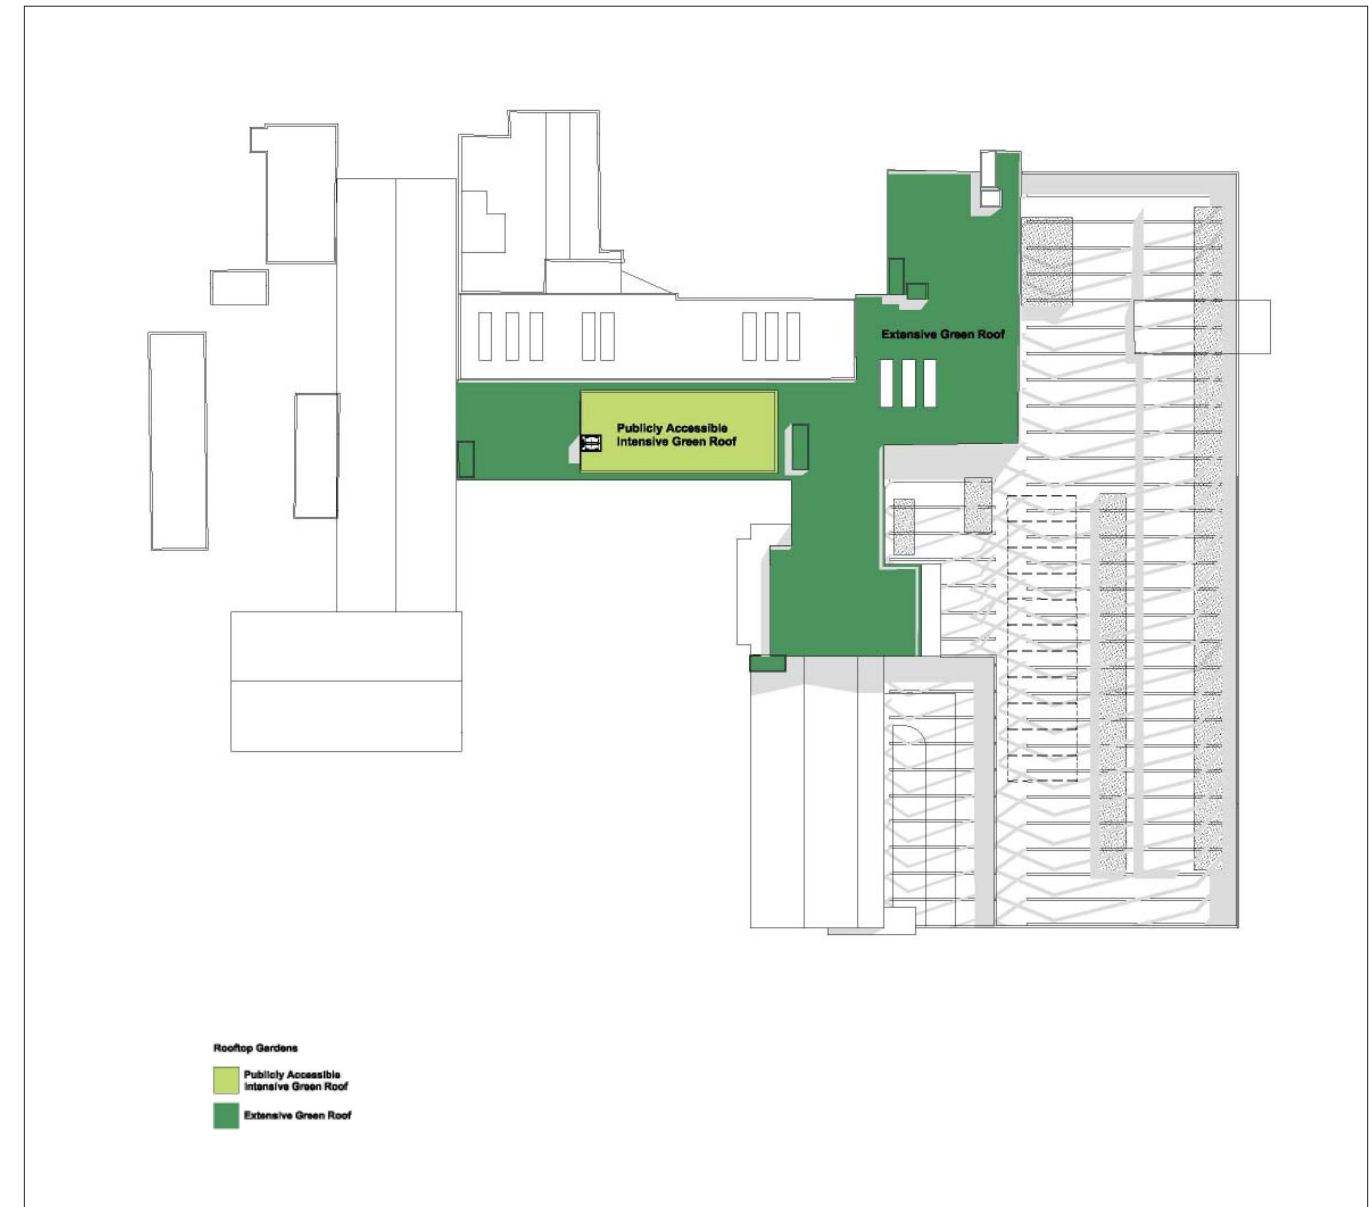 Extensive Green Roof
Publicly Accessible
Intensive Green Roof
Rooftop Gardens
Publicly Accessible
Intensive Green Roof
Extensive Green Roof